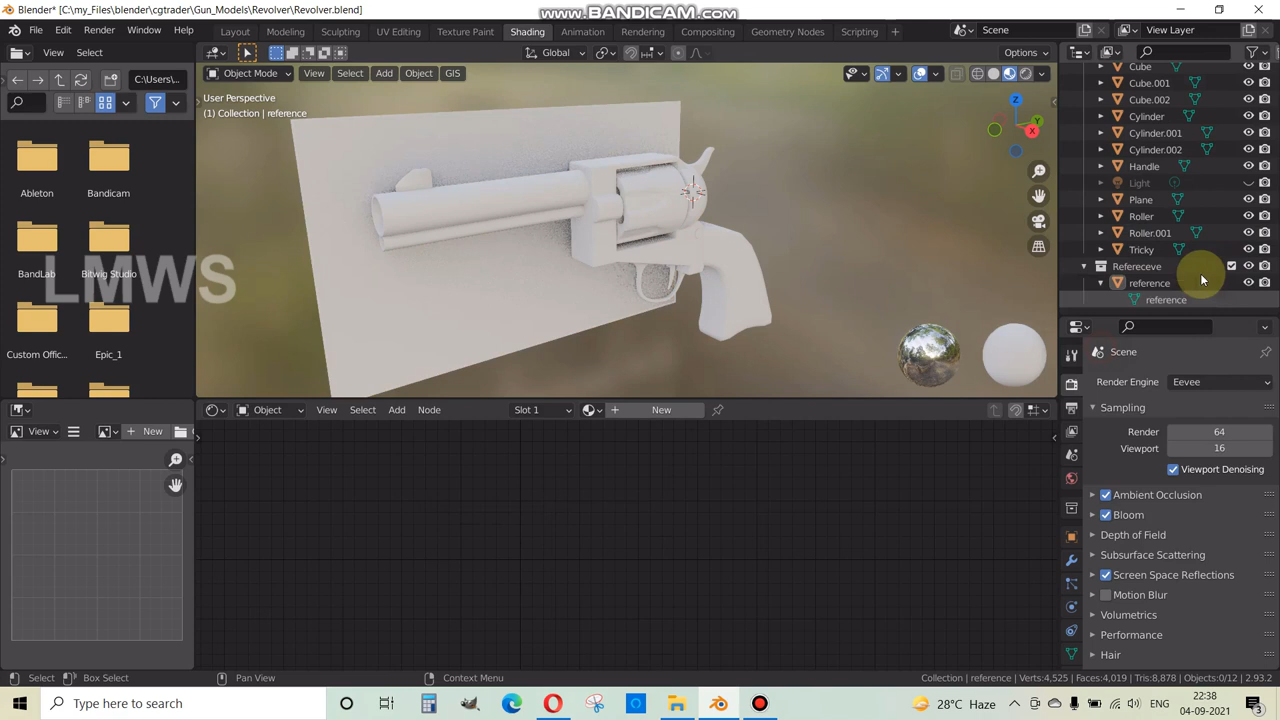 Blender* [C:\my_Files\blender\cgtrader\Gun_Models\Revolver\Revolver.blend]
www.BANDICAM.com
File Edit Render Window Help
Layout Modeling Sculpting UV Editing Texture Paint Shading Animation Rendering Compositing Geometry Nodes Scripting +
Scene
View Layer
View Select
Global
Options
C:\Users\...
Object Mode View Select Add Object GIS
User Perspective
(1) Collection | reference
Z
Y
X
Ableton
Bandicam
BandLab
Bitwig Studio
Custom Offic...
Epic_1
LMWS
Cube
Cube.001
Cube.002
Cylinder
Cylinder.001
Cylinder.002
Handle
Light
Plane
Roller
Roller.001
Tricky
Refereceve
reference
reference
Scene
Render Engine Eevee
Sampling
Render 64
Viewport 16
Viewport Denoising
Ambient Occlusion
Bloom
Depth of Field
Subsurface Scattering
Screen Space Reflections
Motion Blur
Volumetrics
Performance
Hair
Object View Select Add Node
Slot 1
+ New
View
+ New
Select
Box Select
Pan View
Context Menu
Collection | reference | Verts:4,525 | Faces:4,019 | Tris:8,878 | Objects:0/12 | 2.93.2
Type here to search
28°C Haze
ENG
22:38
04-09-2021
3